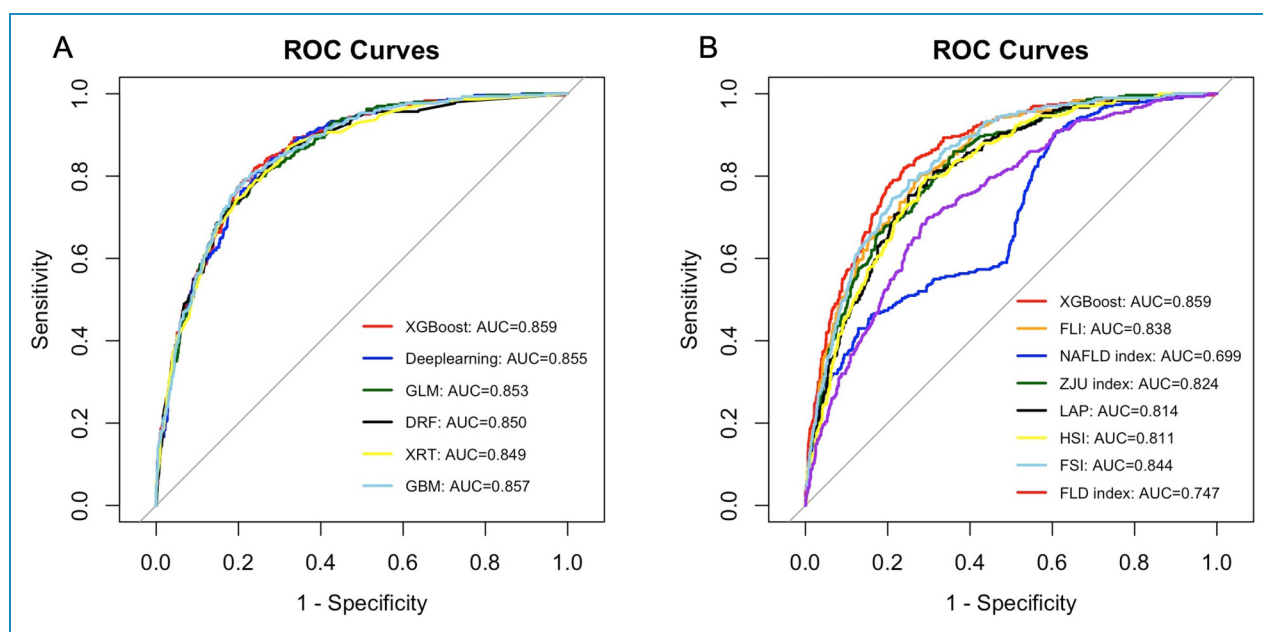 A
ROC Curves
Sensitivity
1.0
0.8
0.6
0.4
0.2
0.0
XGBoost: AUC=0.859
Deeplearning: AUC=0.855
GLM: AUC=0.853
DRF: AUC=0.850
XRT: AUC=0.849
GBM: AUC=0.857
0.0 0.2 0.4 0.6 0.8 1.0
1 - Specificity
B
ROC Curves
Sensitivity
1.0
0.8
0.6
0.4
0.2
0.0
XGBoost: AUC=0.859
FLI: AUC=0.838
NAFLD index: AUC=0.699
ZJU index: AUC=0.824
LAP: AUC=0.814
HSI: AUC=0.811
FSI: AUC=0.844
FLD index: AUC=0.747
0.0 0.2 0.4 0.6 0.8 1.0
1 - Specificity